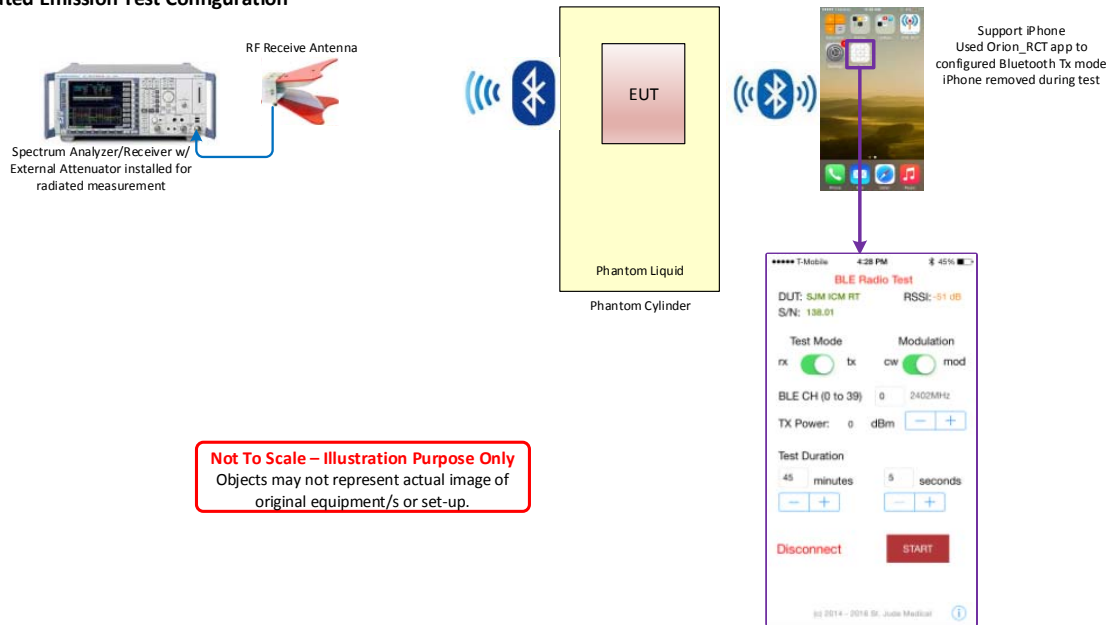 ted Emission Test Configuration
RF Receive Antenna
Spectrum Analyzer/Receiver w/
External Attenuator installed for
radiated measurement
EUT
Phantom Liquid
Phantom Cylinder
Support iPhone
Used Orion_RCT app to
configured Bluetooth Tx mode
iPhone removed during test
T-Mobile 4:28 PM 45%
BLE Radio Test
DUT: SJM ICM RT RSSI: -51 dB
S/N: 138.01
Test Mode Modulation
rx tx cw mod
BLE CH (0 to 39) 0 2402MHz
TX Power: 0 dBm − +
Test Duration
45 minutes 5 seconds
− + − +
Disconnect START
(c) 2014 - 2016 St. Jude Medical
Not To Scale – Illustration Purpose Only
Objects may not represent actual image of
original equipment/s or set-up.